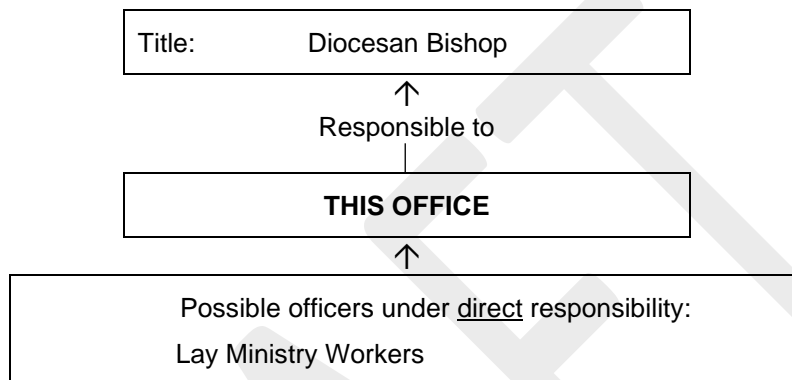 Title: Diocesan Bishop
Responsible to
THIS OFFICE
Possible officers under direct responsibility:
Lay Ministry Workers